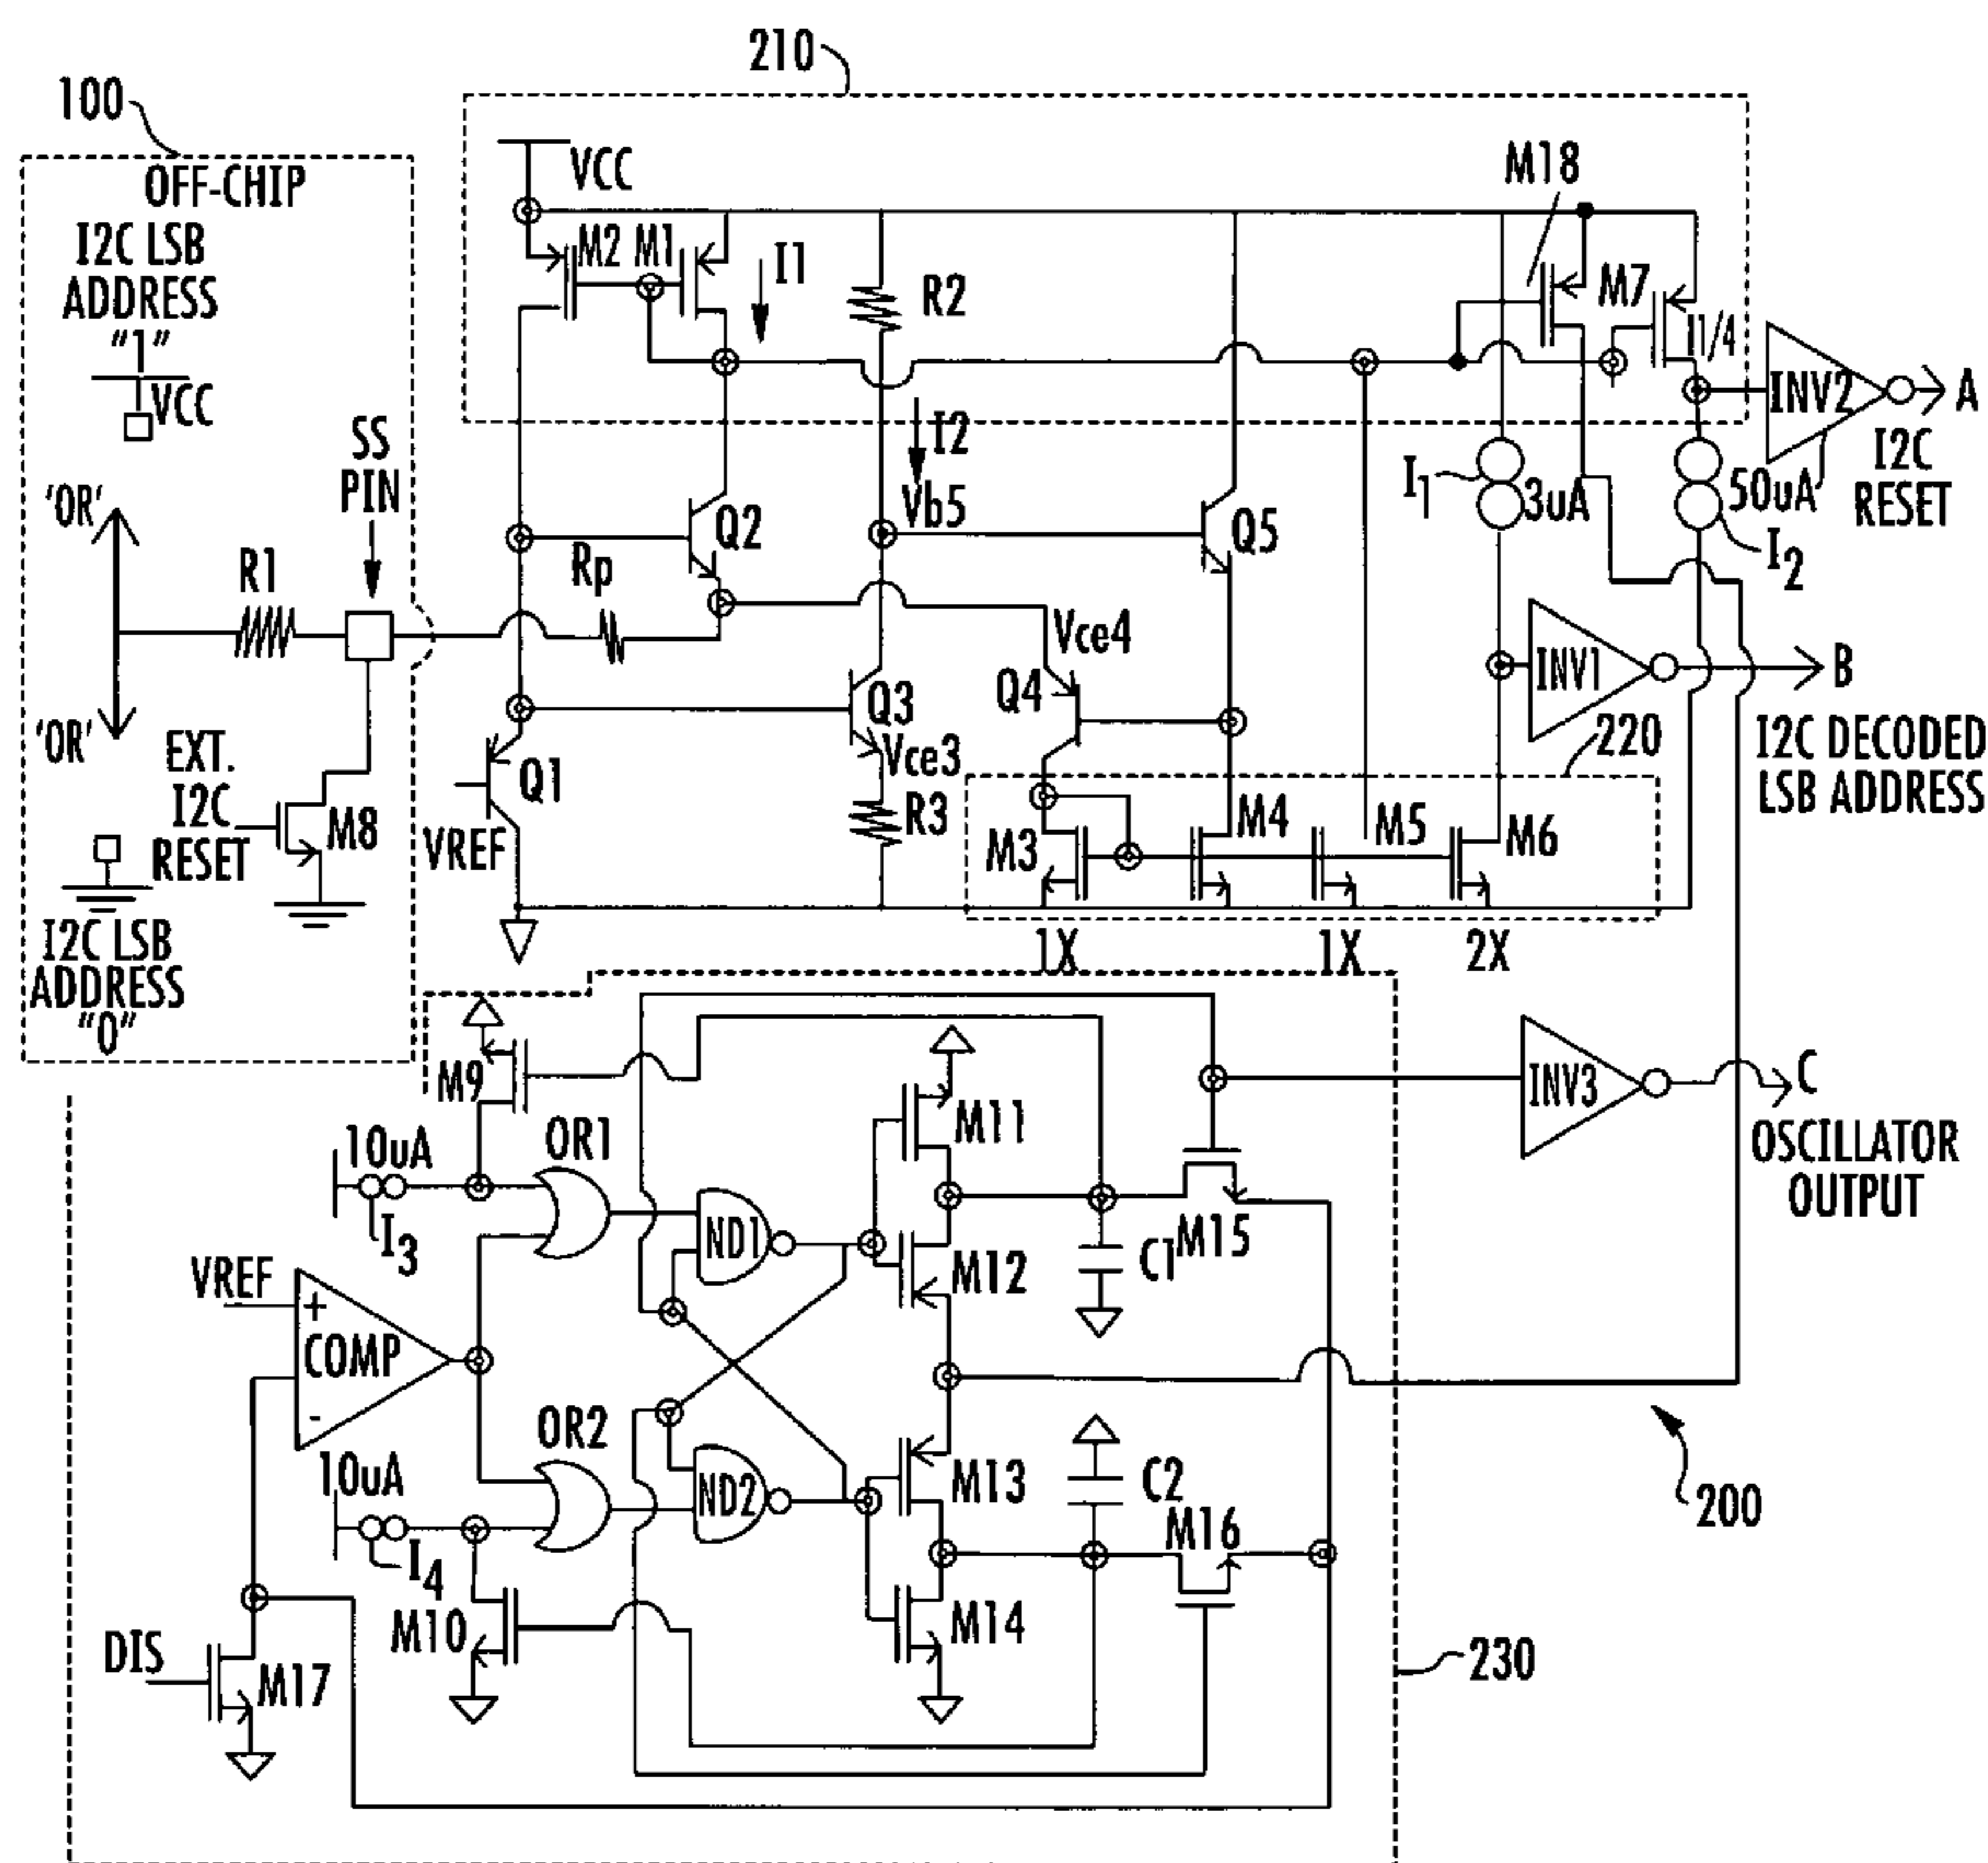 210
100
OFF-CHIP
I2C LSB
ADDRESS
"1"
VCC
SS
PIN
'OR'
R1
'OR'
EXT.
I2C
RESET
M8
I2C LSB
ADDRESS
"0"
VCC
M2
M1
I1
R2
M18
M7
I1/4
INV2
A
I2C
RESET
I2
Vb5
I1
3uA
50uA
I2
Q2
Rp
Q5
Vce4
Q4
Q3
Vce3
R3
Q1
VREF
INV1
B
220
I2C DECODED
LSB ADDRESS
M3
M4
M5
M6
1X
1X
2X
M9
10uA
I3
OR1
ND1
M11
M12
C1
M15
INV3
C
OSCILLATOR
OUTPUT
VREF
+
COMP
-
10uA
I4
OR2
ND2
M13
C2
M16
200
M10
M14
DIS
M17
230